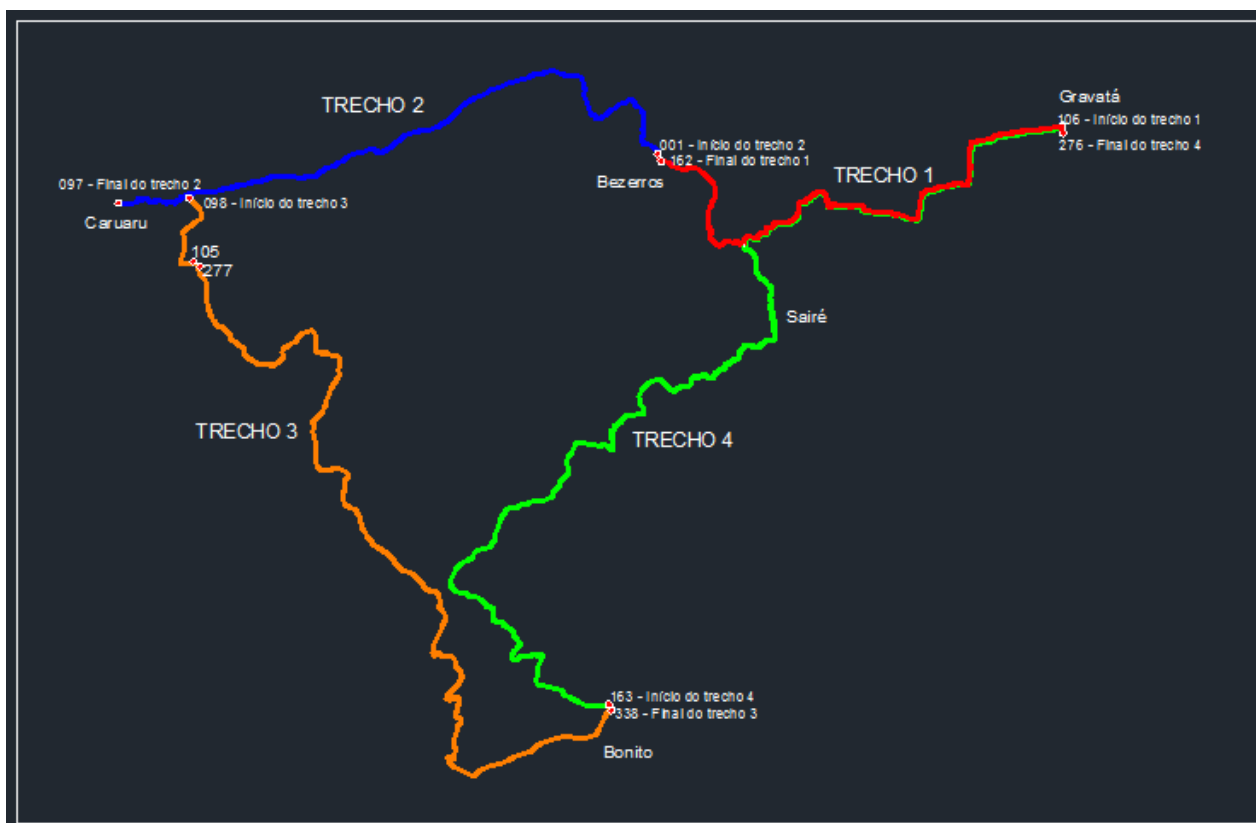 TRECHO 2
Gravatá
106 - Início do trecho 1
276 - Final do trecho 4
001 - Início do trecho 2
162 - Final do trecho 1
Bezerros
TRECHO 1
097 - Final do trecho 2
098 - Início do trecho 3
Caruaru
105
277
Sairé
TRECHO 3
TRECHO 4
163 - Início do trecho 4
338 - Final do trecho 3
Bonito